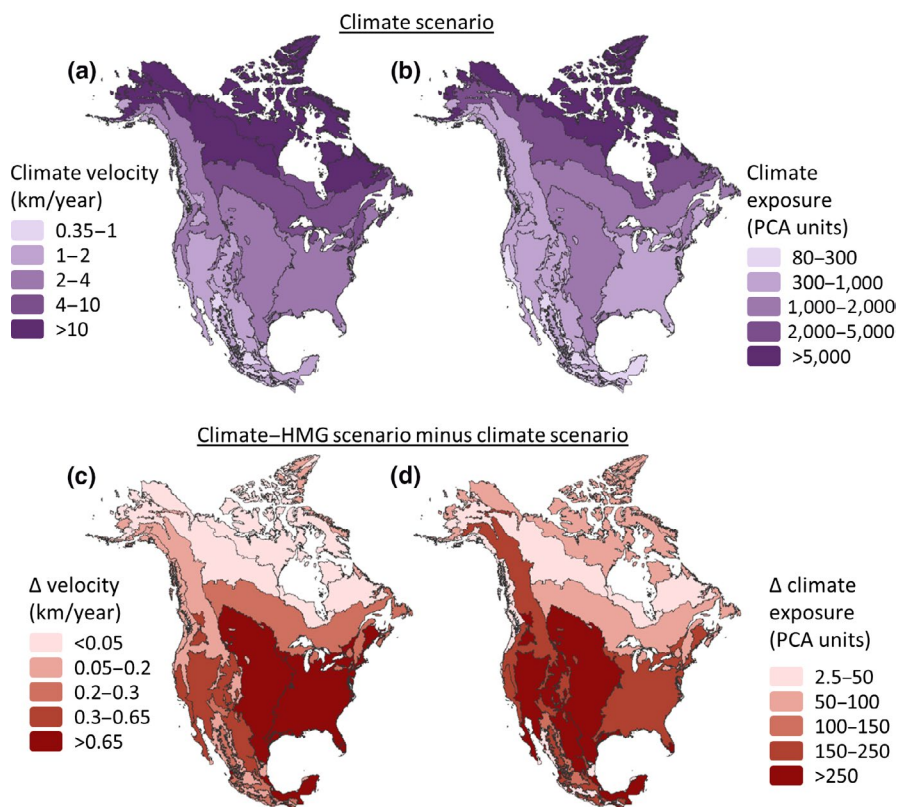 Climate scenario
(a)
(b)
Climate velocity
(km/year)
0.35–1
1–2
2–4
4–10
>10
Climate
exposure
(PCA units)
80–300
300–1,000
1,000–2,000
2,000–5,000
>5,000
Climate–HMG scenario minus climate scenario
(c)
(d)
Δ velocity
(km/year)
<0.05
0.05–0.2
0.2–0.3
0.3–0.65
>0.65
Δ climate
exposure
(PCA units)
2.5–50
50–100
100–150
150–250
>250